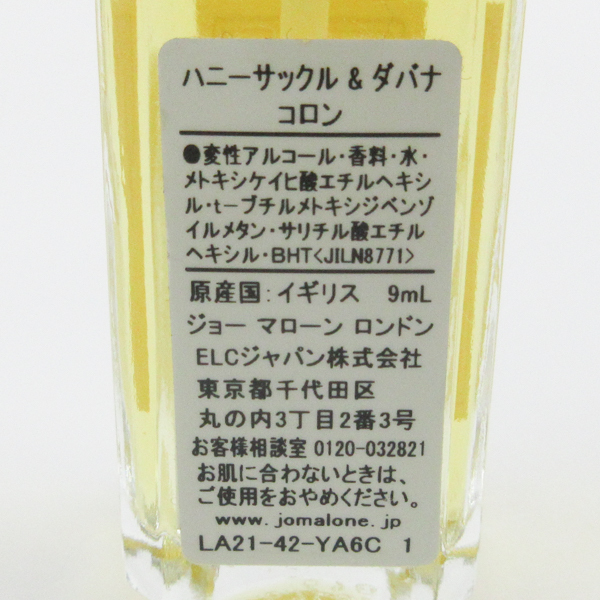 ハニーサックル & ダバナ
コロン
●変性アルコール・香料・水・
メトキシケイヒ酸エチルヘキシ
ル・t-ブチルメトキシジベンゾ
イルメタン・サリチル酸エチル
ヘキシル・BHT<JILN8771>
原産国:イギリス 9mL
ジョー マローン ロンドン
ELCジャパン株式会社
東京都千代田区
丸の内3丁目2番3号
お客様相談室 0120-032821
お肌に合わないときは、
ご使用をおやめください。
www.jomalone.jp
LA21-42-YA6C 1